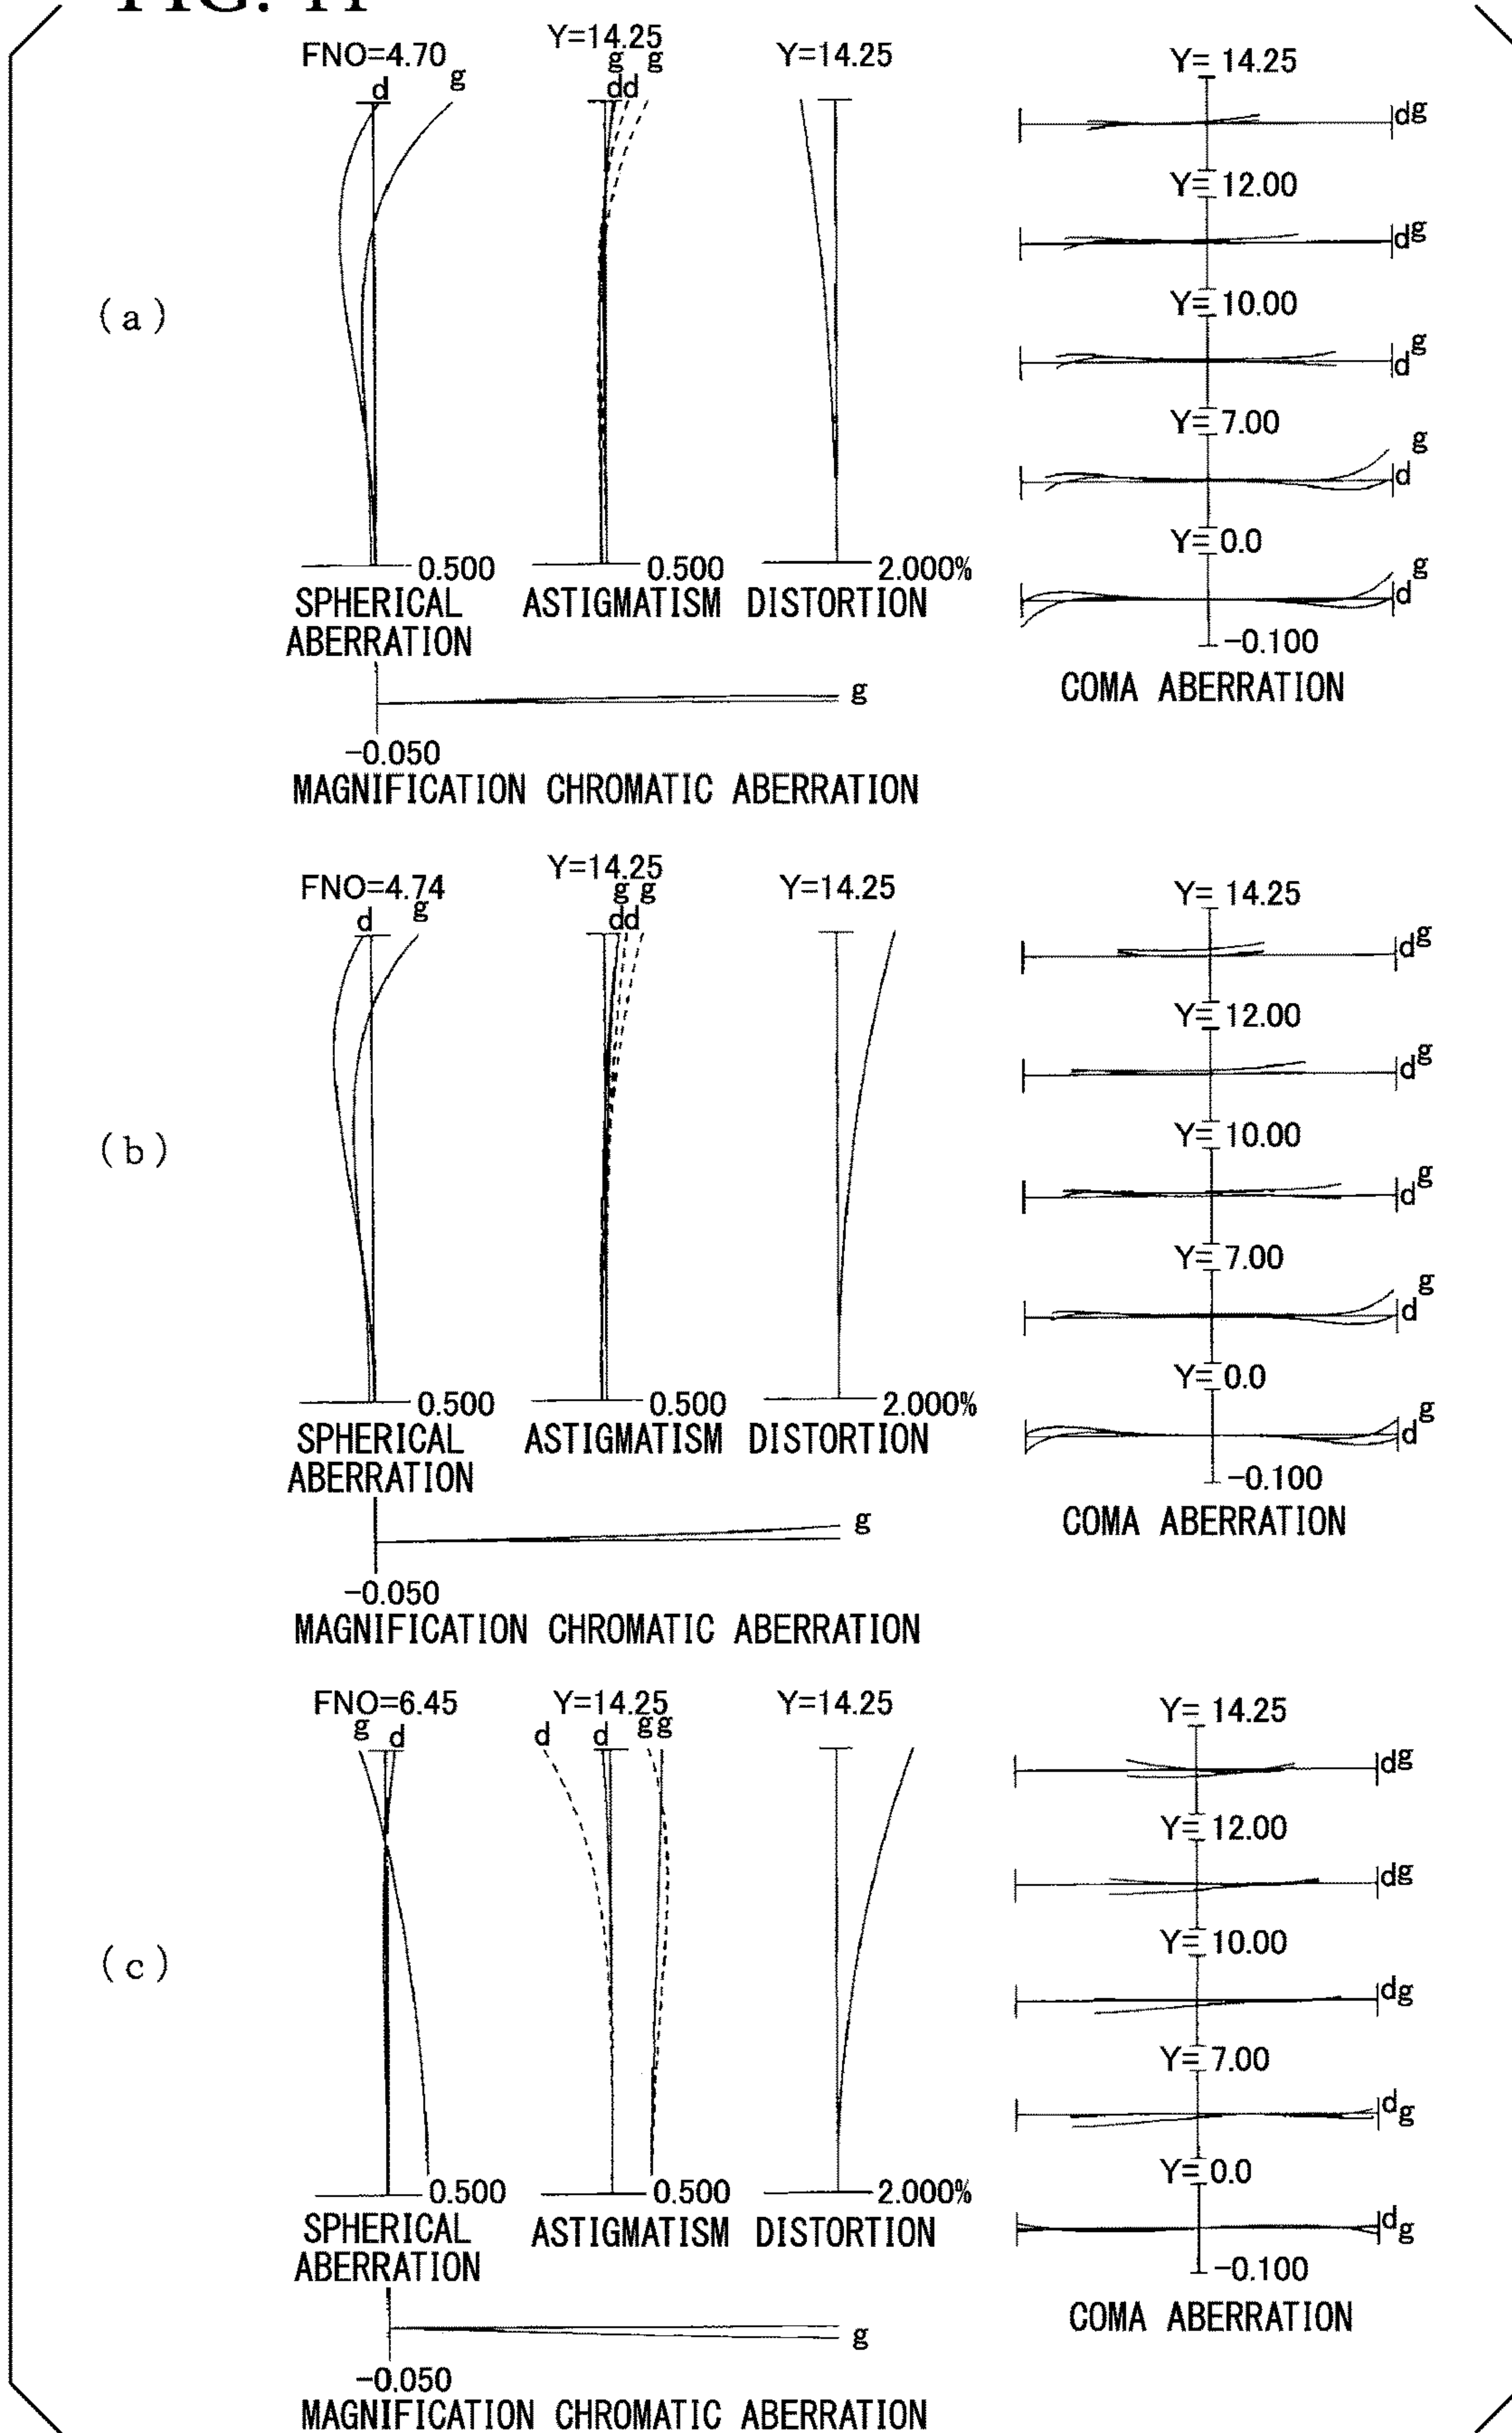 FIG. 11
(a)
FNO=4.70
d g
0.500
SPHERICAL
ABERRATION
Y=14.25
g g
dd
0.500
ASTIGMATISM
Y=14.25
2.000%
DISTORTION
g
-0.050
MAGNIFICATION CHROMATIC ABERRATION
Y= 14.25
dg
Y= 12.00
dg
Y= 10.00
dg
Y= 7.00
g
d
Y= 0.0
g
d
-0.100
COMA ABERRATION
(b)
FNO=4.74
d g
0.500
SPHERICAL
ABERRATION
Y=14.25
g g
dd
0.500
ASTIGMATISM
Y=14.25
2.000%
DISTORTION
g
-0.050
MAGNIFICATION CHROMATIC ABERRATION
Y= 14.25
dg
Y= 12.00
dg
Y= 10.00
dg
Y= 7.00
g
d
Y= 0.0
dg
-0.100
COMA ABERRATION
(c)
FNO=6.45
g d
0.500
SPHERICAL
ABERRATION
Y=14.25
d d g g
0.500
ASTIGMATISM
Y=14.25
2.000%
DISTORTION
g
-0.050
MAGNIFICATION CHROMATIC ABERRATION
Y= 14.25
dg
Y= 12.00
dg
Y= 10.00
dg
Y= 7.00
dg
Y= 0.0
dg
-0.100
COMA ABERRATION